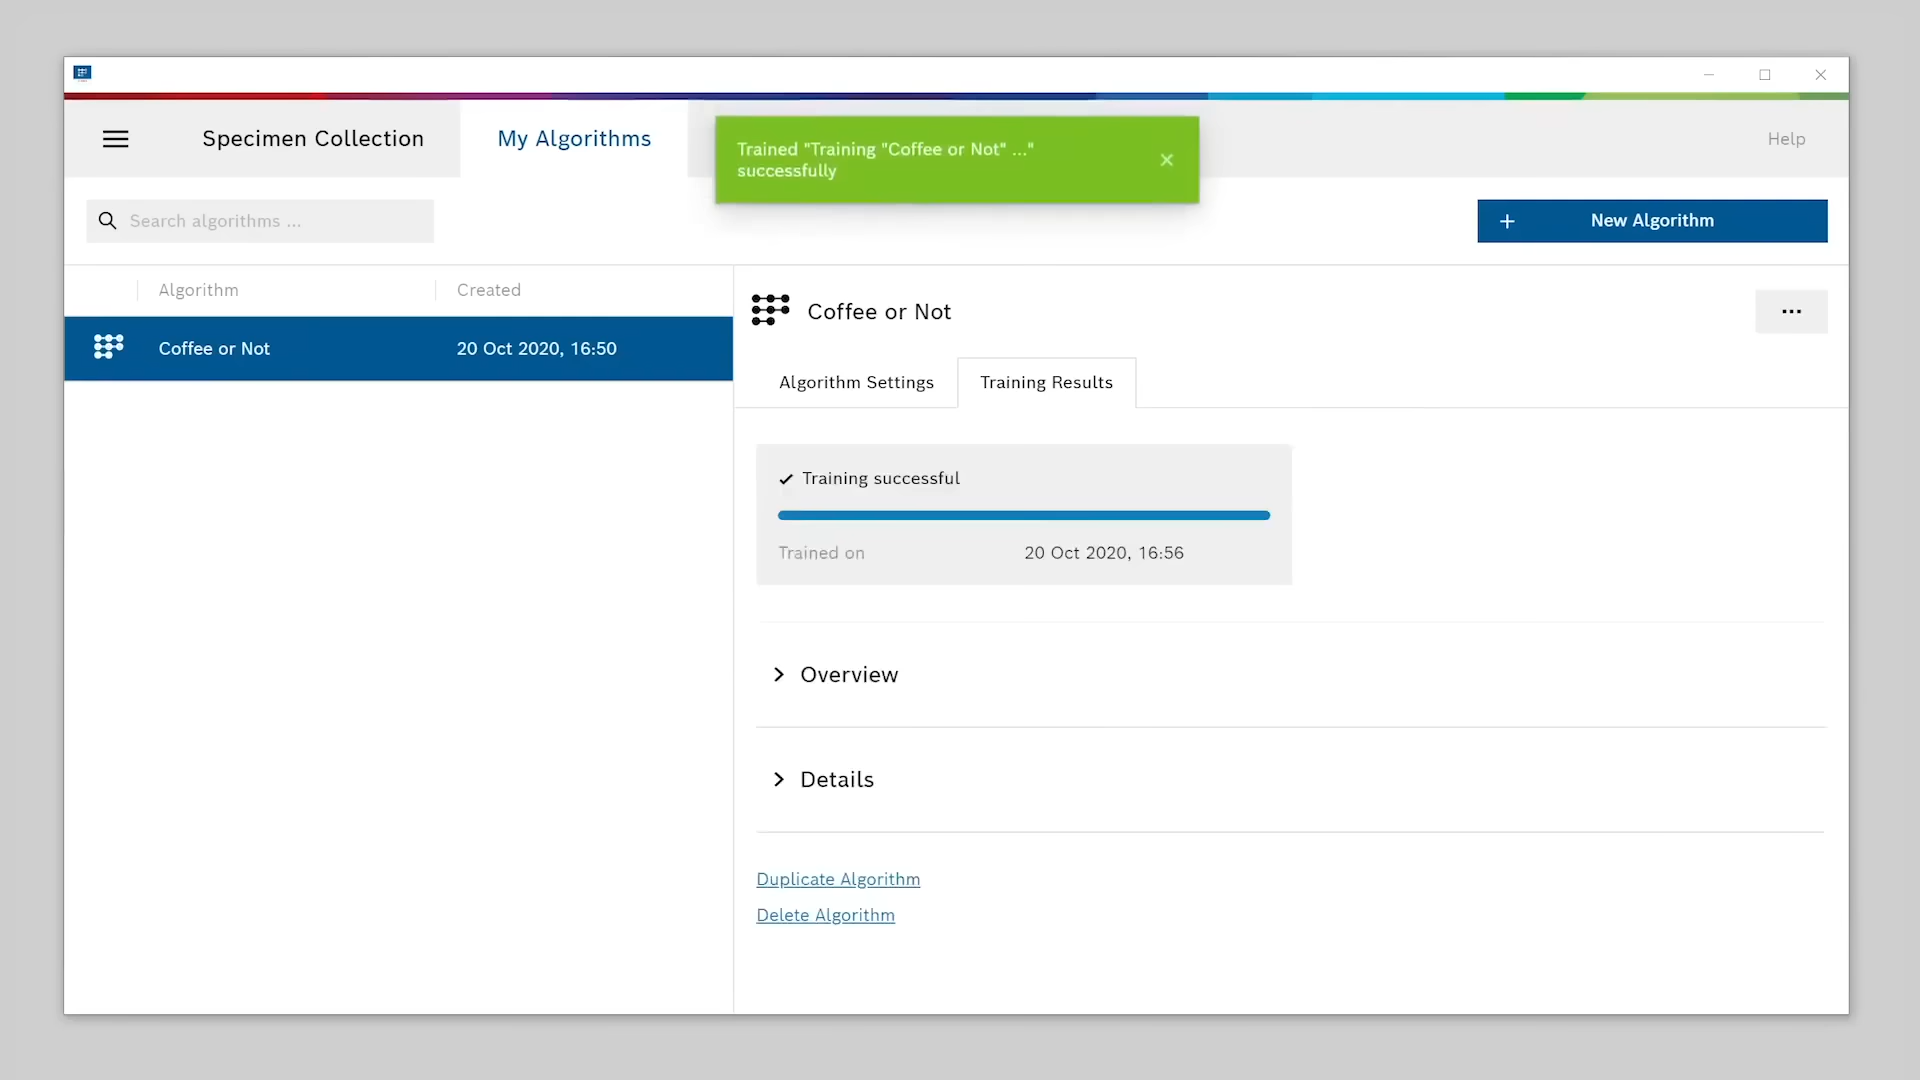 Specimen Collection
My Algorithms
Trained "Training "Coffee or Not" ..."
successfully
Help
Search algorithms ...
New Algorithm
Algorithm
Created
Coffee or Not
20 Oct 2020, 16:50
Coffee or Not
...
Algorithm Settings
Training Results
Training successful
Trained on
20 Oct 2020, 16:56
Overview
Details
Duplicate Algorithm
Delete Algorithm